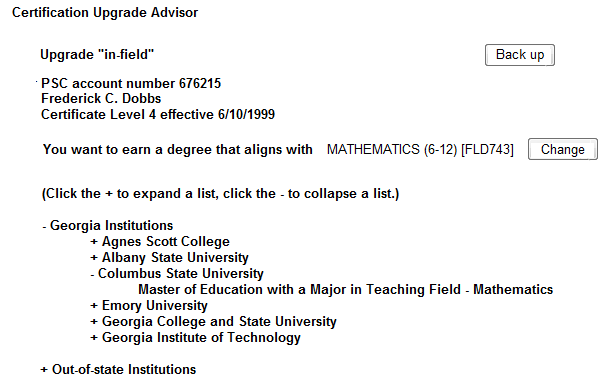 Certification Upgrade Advisor
Upgrade "in-field"
Back up
PSC account number 676215
Frederick C. Dobbs
Certificate Level 4 effective 6/10/1999
You want to earn a degree that aligns with MATHEMATICS (6-12) [FLD743] Change
(Click the + to expand a list, click the - to collapse a list.)
- Georgia Institutions
+ Agnes Scott College
+ Albany State University
- Columbus State University
Master of Education with a Major in Teaching Field - Mathematics
+ Emory University
+ Georgia College and State University
+ Georgia Institute of Technology
+ Out-of-state Institutions